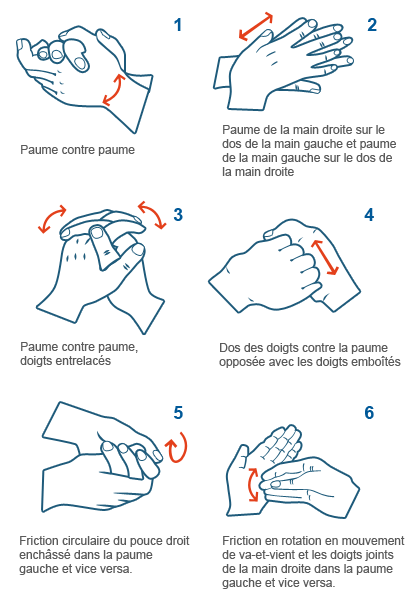 1
Paume contre paume
2
Paume de la main droite sur le
dos de la main gauche et paume
de la main gauche sur le dos de
la main droite
3
Paume contre paume,
doigts entrelacés
4
Dos des doigts contre la paume
opposée avec les doigts emboîtés
5
Friction circulaire du pouce droit
enchâssé dans la paume
gauche et vice versa.
6
Friction en rotation en mouvement
de va-et-vient et les doigts joints
de la main droite dans la paume
gauche et vice versa.